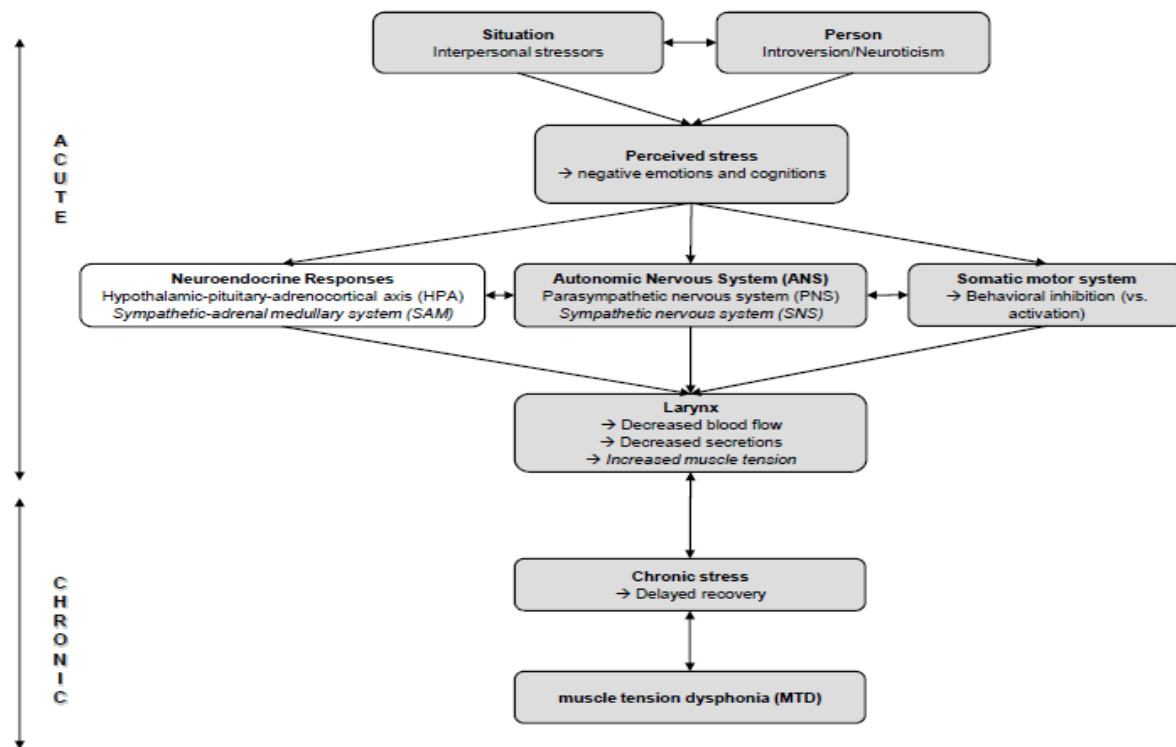 Situation
Interpersonal stressors
Person
Introversion/Neuroticism
A
C
U
T
E
Perceived stress
→ negative emotions and cognitions
Neuroendocrine Responses
Hypothalamic-pituitary-adrenocortical axis (HPA)
Sympathetic-adrenal medullary system (SAM)
Autonomic Nervous System (ANS)
Parasympathetic nervous system (PNS)
Sympathetic nervous system (SNS)
Somatic motor system
→ Behavioral inhibition (vs.
activation)
Larynx
→ Decreased blood flow
→ Decreased secretions
→ Increased muscle tension
C
H
R
O
N
I
C
Chronic stress
→ Delayed recovery
muscle tension dysphonia (MTD)